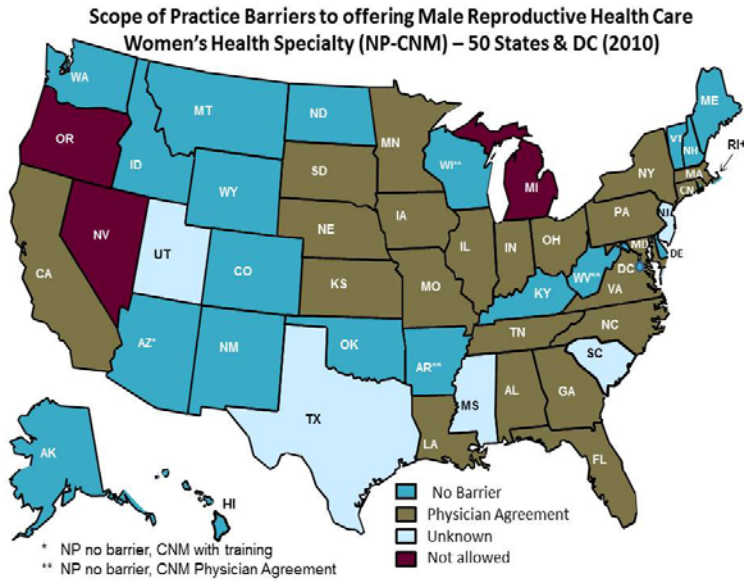 Scope of Practice Barriers to offering Male Reproductive Health Care
Women's Health Specialty (NP-CNM) – 50 States & DC (2010)
WA
MT
ND
MN
ME
VT
NH
OR
ID
WI**
NY
RI+
MA
CN
SD
WY
MI
PA
NJ
IA
NE
NV
UT
IL
IN
OH
MD
DE
CO
WV**
DC
CA
KS
MO
KY
VA
NC
TN
AZ*
NM
OK
AR**
SC
MS
AL
GA
TX
LA
FL
AK
HI
No Barrier
Physician Agreement
Unknown
Not allowed
* NP no barrier, CNM with training
** NP no barrier, CNM Physician Agreement